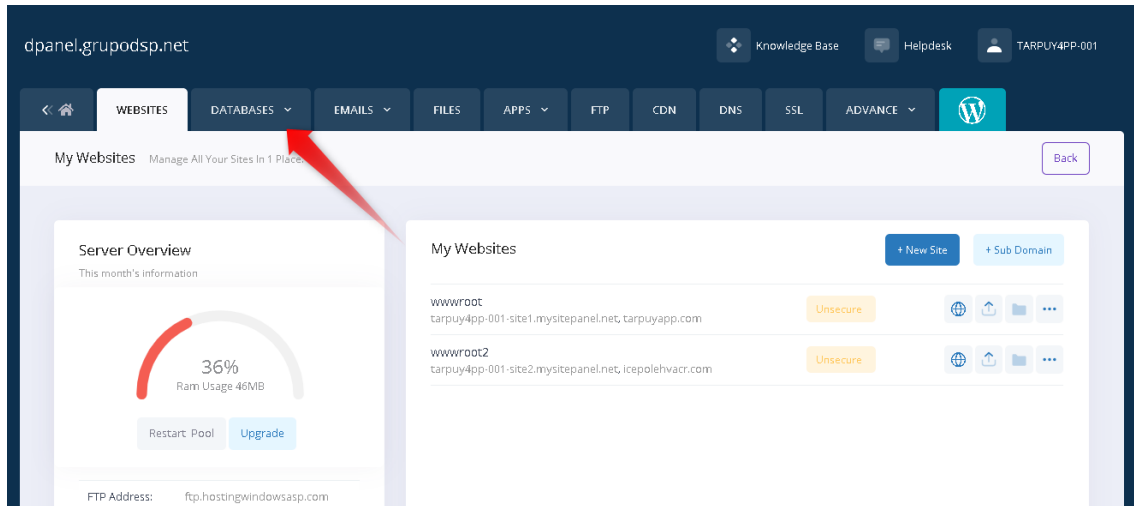 dpanel.grupodsp.net
Knowledge Base
Helpdesk
TARPUY4PP-001
WEBSITES
DATABASES
EMAILS
FILES
APPS
FTP
CDN
DNS
SSL
ADVANCE
My Websites Manage All Your Sites In 1 Place.
Back
Server Overview
This month's information
36%
Ram Usage 46MB
Restart Pool
Upgrade
FTP Address: ftp.hostingwindowsasp.com
My Websites
+ New Site
+ Sub Domain
wwwroot
tarpuy4pp-001-site1.mysitepanel.net, tarpuyapp.com
Unsecure
wwwroot2
tarpuy4pp-001-site2.mysitepanel.net, icepolehvacr.com
Unsecure